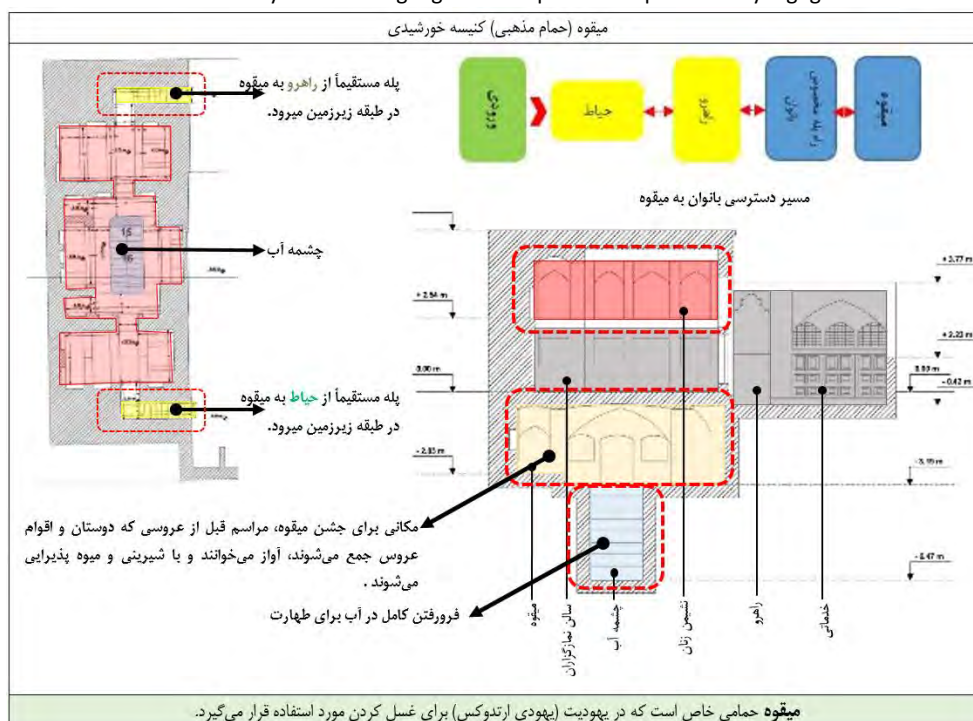 میقوه (حمام مذهبی) کنیسه خورشیدی
پله مستقیماً از راهرو به میقوه
در طبقه زیرزمین میرود.
چشمه آب
پله مستقیماً از حیاط به میقوه
در طبقه زیرزمین میرود.
15
16
ورودی
حیاط
راهرو
میقوه
مسیر دسترسی بانوان به میقوه
+ 3.77 m
+ 2.54 m
+ 2.22 m
0.00 m
- 0.42 m
- 2.85 m
- 6.47 m
مکانی برای جشن میقوه، مراسم قبل از عروسی که دوستان و اقوام
عروس جمع می‌شوند، آواز می‌خوانند و با شیرینی و میوه پذیرایی
می‌شوند .
فرورفتن کامل در آب برای طهارت
میقوه
سالن نمازگزاران
چشمه آب
نشیمن زنان
راهرو
خدماتی
میقوه حمامی خاص است که در یهودیت (یهودی ارتدوکس) برای غسل کردن مورد استفاده قرار می‌گیرد.